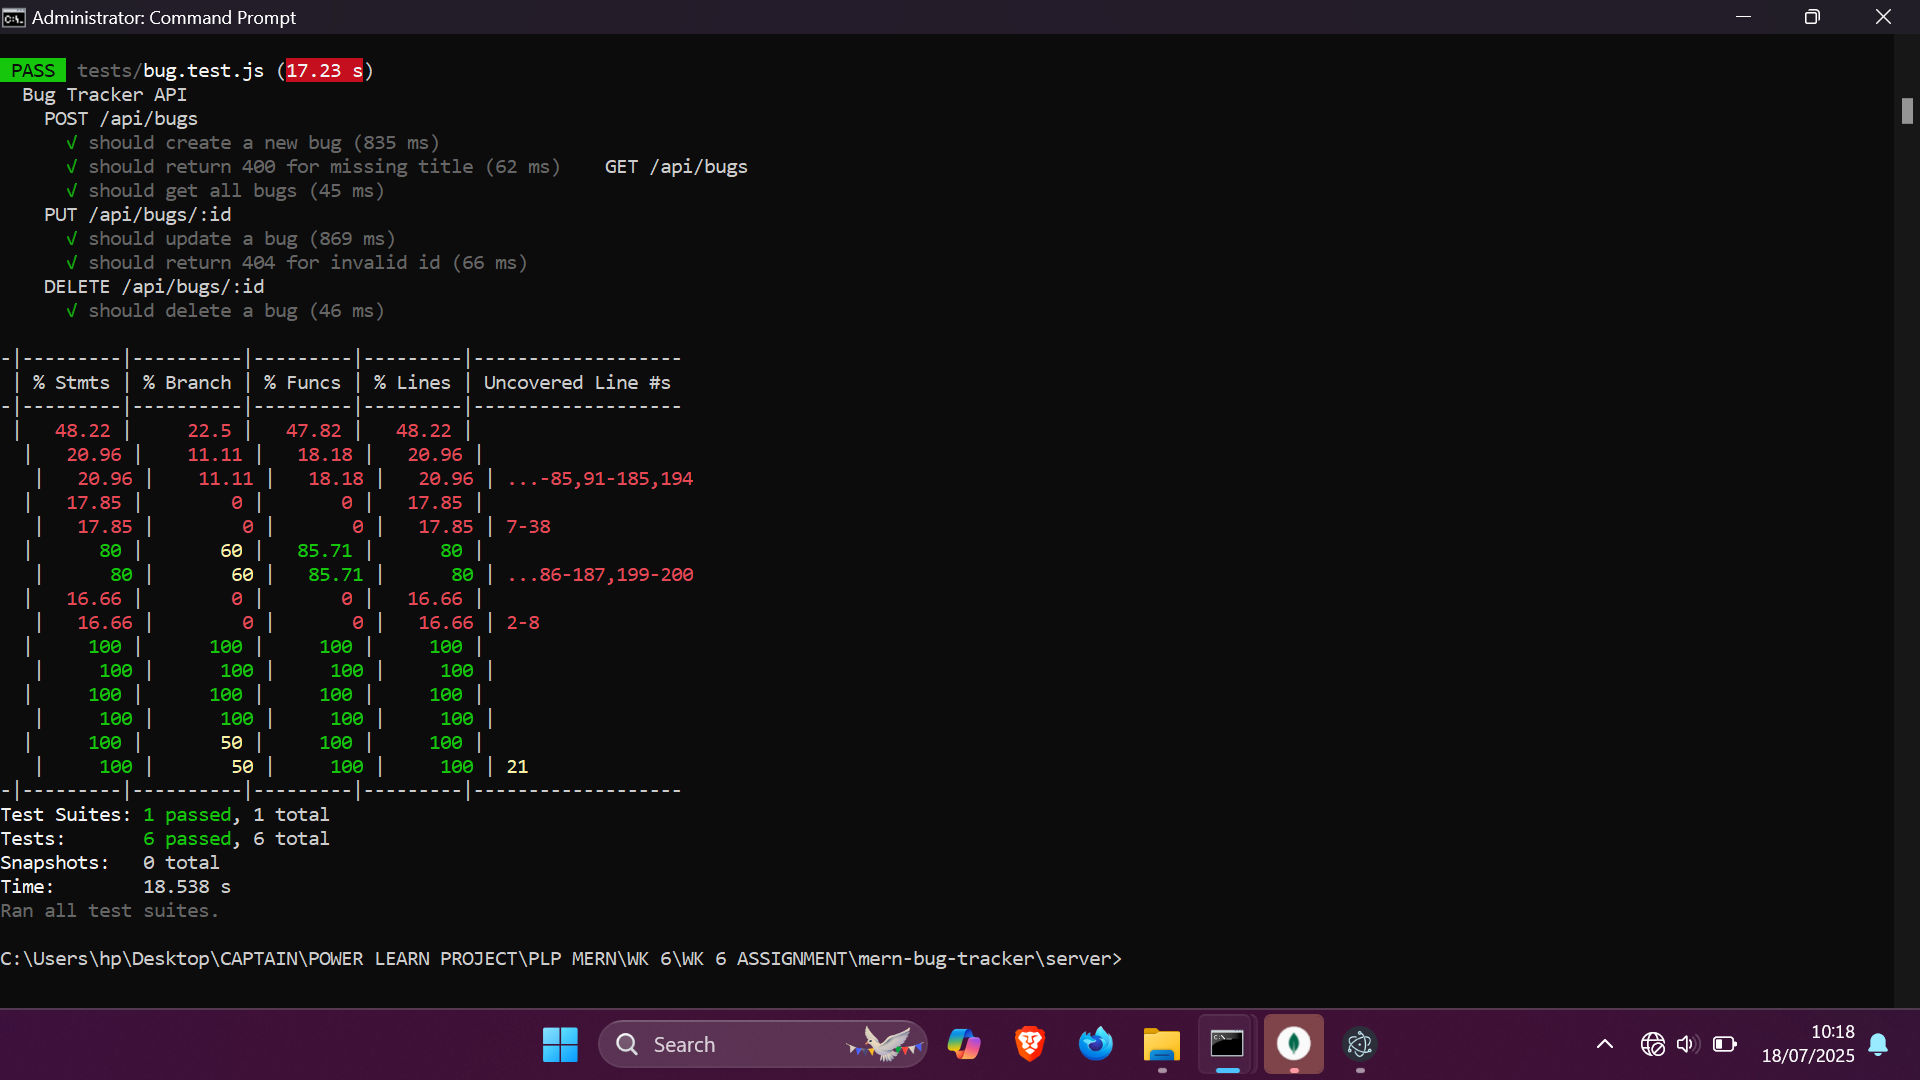 Administrator: Command Prompt
PASS tests/bug.test.js (17.23 s)
Bug Tracker API
POST /api/bugs
√ should create a new bug (835 ms)
√ should return 400 for missing title (62 ms)    GET /api/bugs
√ should get all bugs (45 ms)
PUT /api/bugs/:id
√ should update a bug (869 ms)
√ should return 404 for invalid id (66 ms)
DELETE /api/bugs/:id
√ should delete a bug (46 ms)
-|---------|----------|---------|---------|-------------------
 | % Stmts | % Branch | % Funcs | % Lines | Uncovered Line #s
-|---------|----------|---------|---------|-------------------
 |   48.22 |     22.5 |   47.82 |   48.22 |
  |   20.96 |    11.11 |   18.18 |   20.96 |
   |   20.96 |    11.11 |   18.18 |   20.96 | ...-85,91-185,194
  |   17.85 |        0 |       0 |   17.85 |
   |   17.85 |        0 |       0 |   17.85 | 7-38
  |      80 |       60 |   85.71 |      80 |
   |      80 |       60 |   85.71 |      80 | ...86-187,199-200
  |   16.66 |        0 |       0 |   16.66 |
   |   16.66 |        0 |       0 |   16.66 | 2-8
  |     100 |      100 |     100 |     100 |
   |     100 |      100 |     100 |     100 |
  |     100 |      100 |     100 |     100 |
   |     100 |      100 |     100 |     100 |
  |     100 |       50 |     100 |     100 |
   |     100 |       50 |     100 |     100 | 21
-|---------|----------|---------|---------|-------------------
Test Suites: 1 passed, 1 total
Tests:       6 passed, 6 total
Snapshots:   0 total
Time:        18.538 s
Ran all test suites.
C:\Users\hp\Desktop\CAPTAIN\POWER LEARN PROJECT\PLP MERN\WK 6\WK 6 ASSIGNMENT\mern-bug-tracker\server>
Search
10:18
18/07/2025